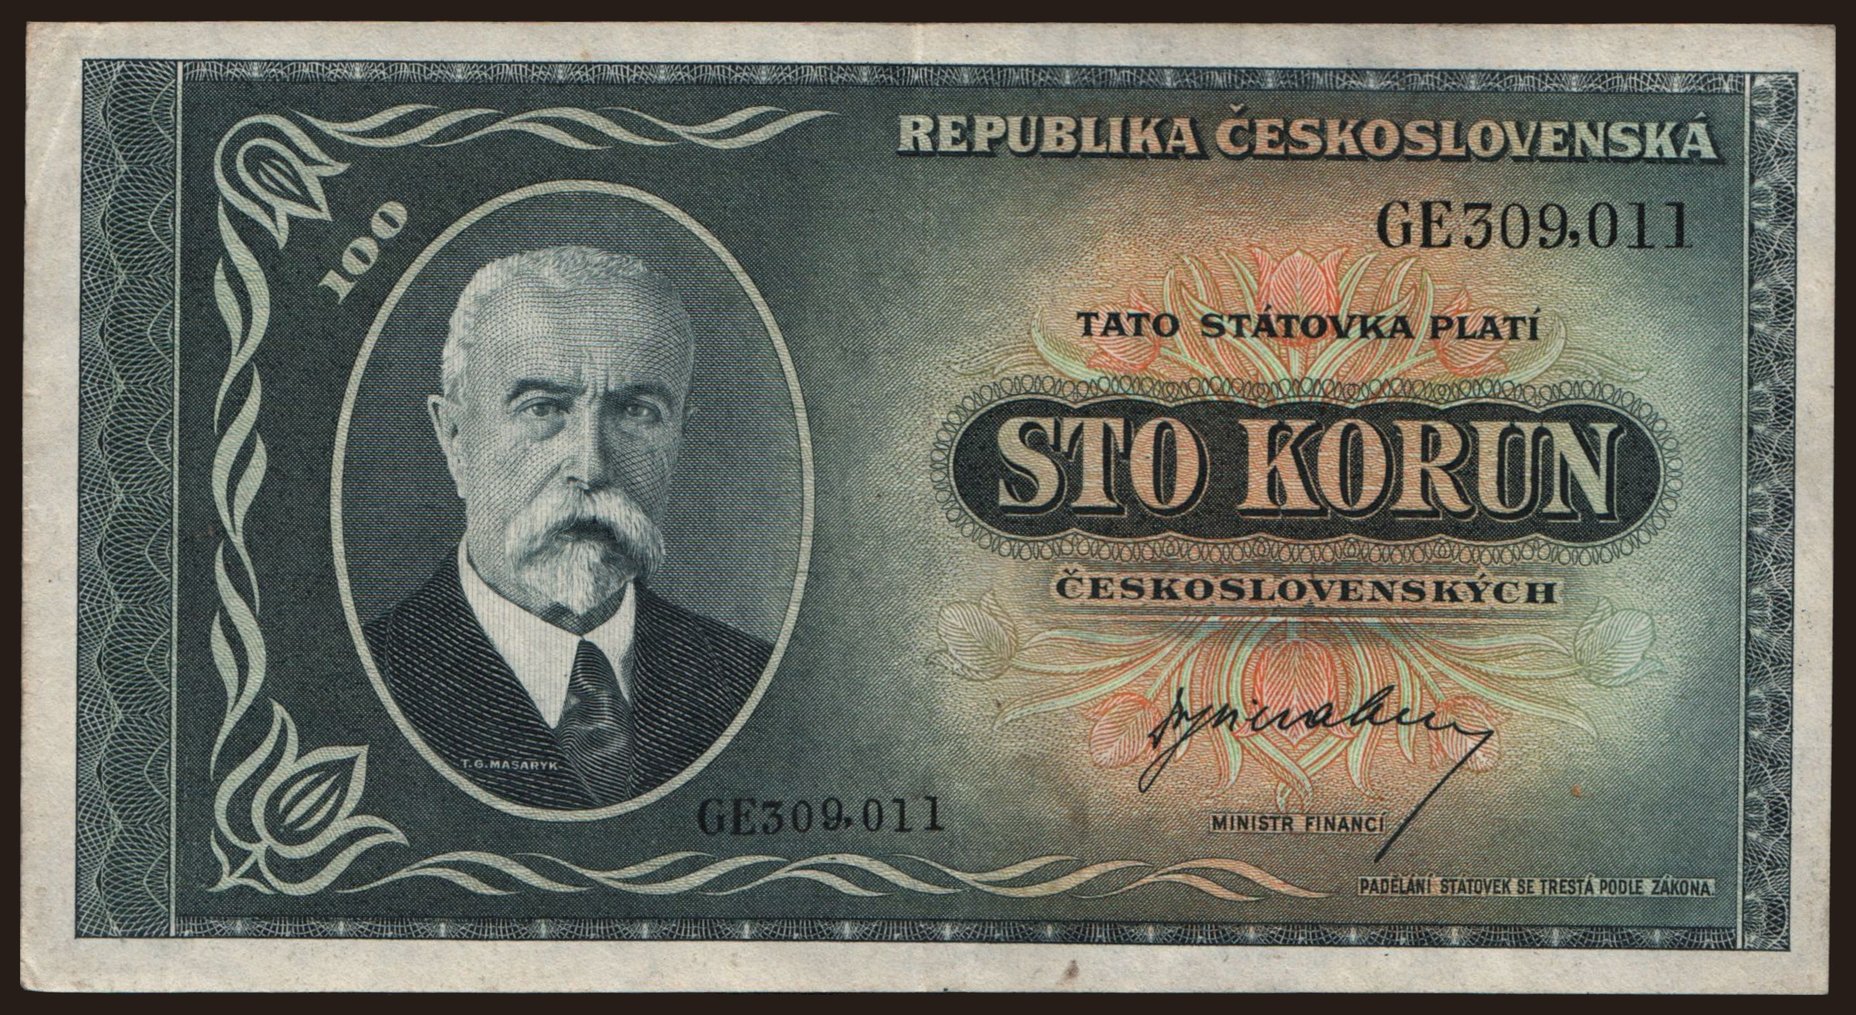 REPUBLIKA ČESKOSLOVENSKÁ
100
GE309,011
TATO STÁTOVKA PLATÍ
STO KORUN
ČESKOSLOVENSKÝCH
T.G.MASARYK
GE309,011
MINISTR FINANCÍ
PADĚLÁNÍ STÁTOVEK SE TRESTÁ PODLE ZÁKONA.